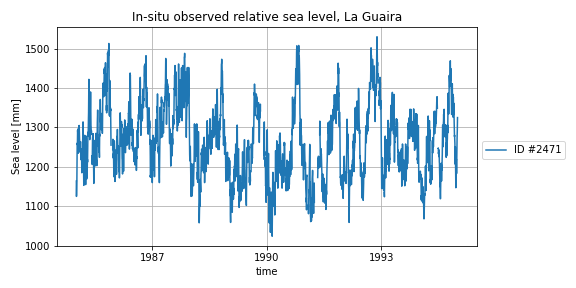 In-situ observed relative sea level, La Guaira
Sea level [mm]
1500
1400
1300
1200
1100
1000
1987
1990
1993
time
ID #2471